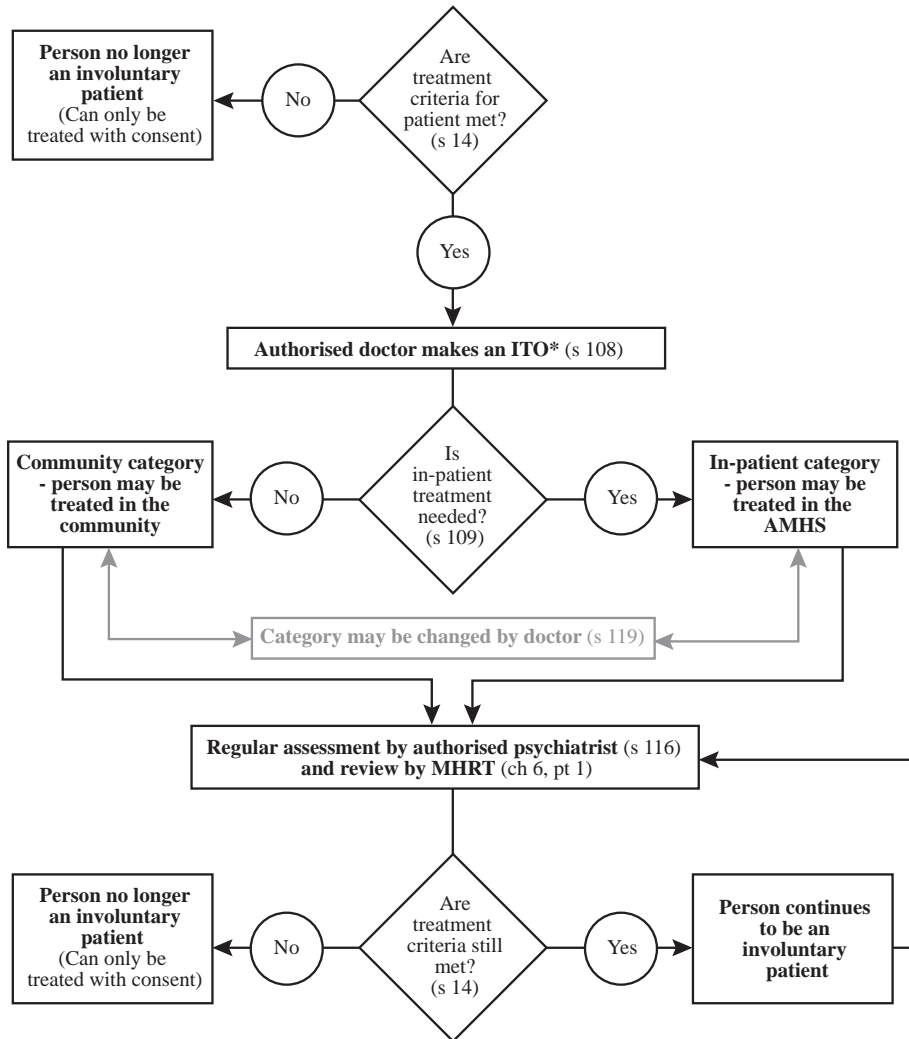 Person no longer
an involuntary
patient
(Can only be
treated with consent)
No
Are
treatment
criteria for
patient met?
(s 14)
Yes
Authorised doctor makes an ITO* (s 108)
Community category
- person may be
treated in the
community
No
Is
in-patient
treatment
needed?
(s 109)
Yes
In-patient category
- person may be
treated in the
AMHS
Category may be changed by doctor (s 119)
Regular assessment by authorised psychiatrist (s 116)
and review by MHRT (ch 6, pt 1)
Person no longer
an involuntary
patient
(Can only be
treated with consent)
No
Are
treatment
criteria still
met?
(s 14)
Yes
Person continues
to be an
involuntary
patient